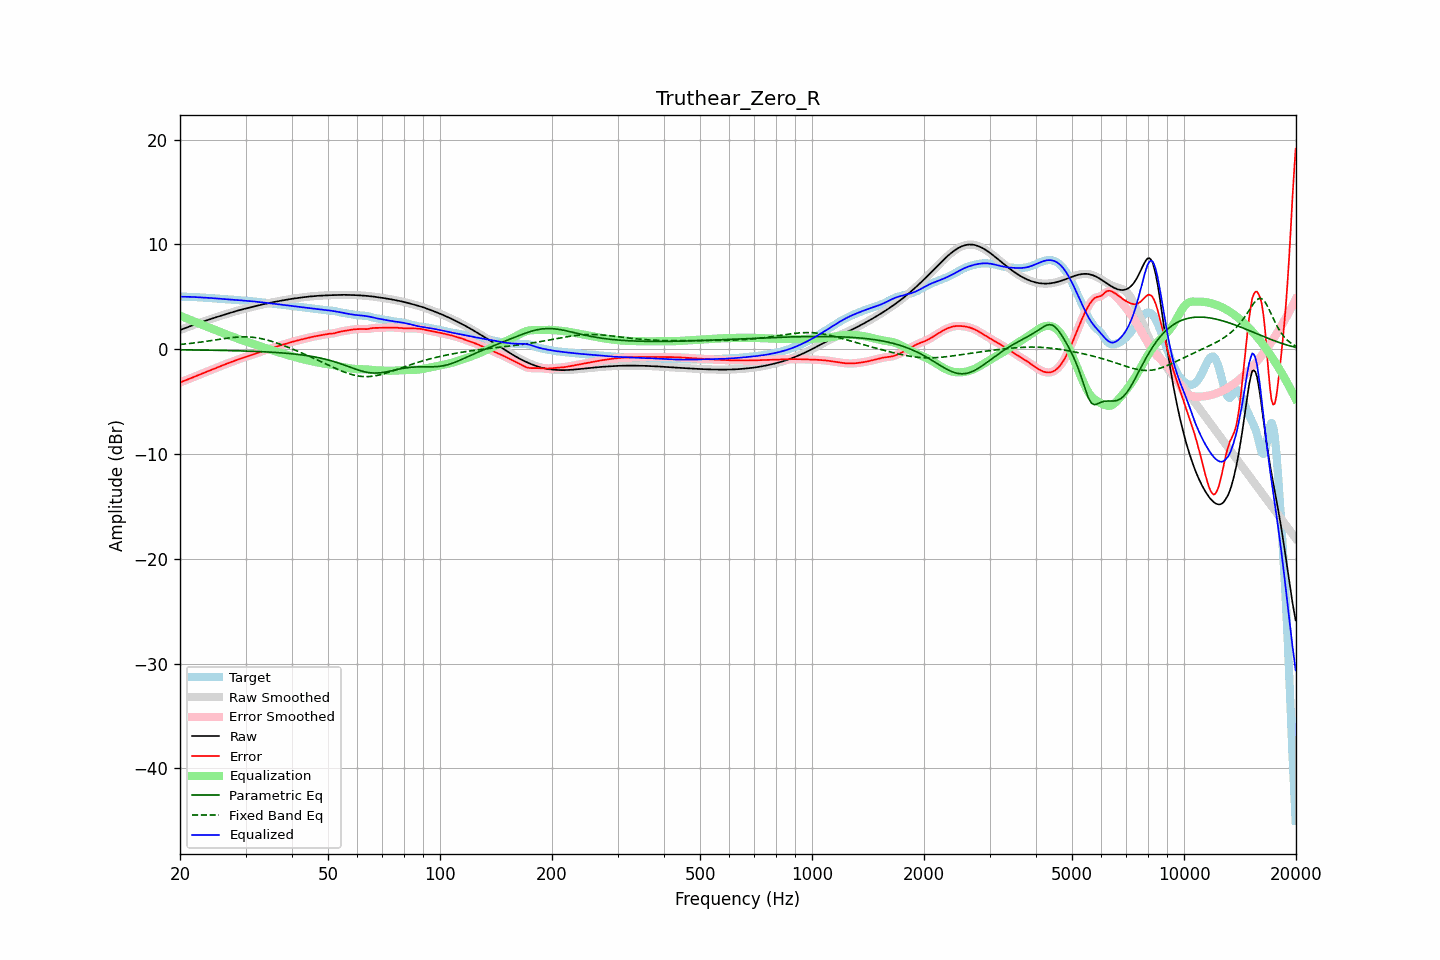 Truthear_Zero_R
Amplitude (dBr)
20
10
0
−10
−20
−30
−40
Target
Raw Smoothed
Error Smoothed
Raw
Error
Equalization
Parametric Eq
Fixed Band Eq
Equalized
20 50 100 200 500 1000 2000 5000 10000 20000
Frequency (Hz)